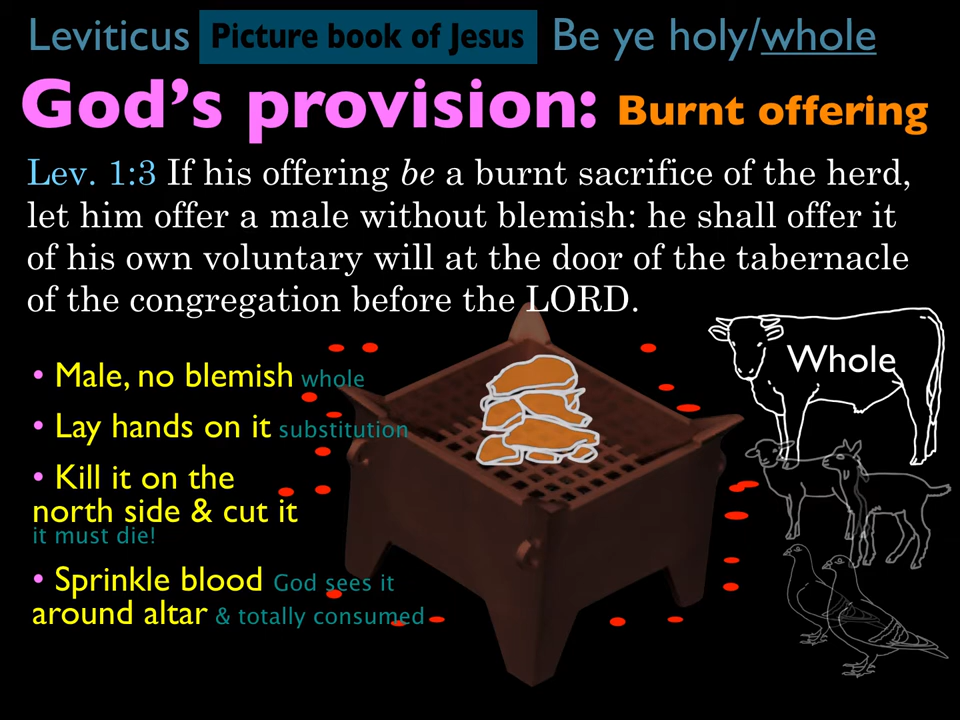 Leviticus Picture book of Jesus Be ye holy/whole
God's provision: Burnt offering
Lev. 1:3 If his offering be a burnt sacrifice of the herd,
let him offer a male without blemish: he shall offer it
of his own voluntary will at the door of the tabernacle
of the congregation before the LORD.
Whole
• Male, no blemish whole
• Lay hands on it substitution
• Kill it on the
north side & cut it
it must die!
• Sprinkle blood God sees it
around altar & totally consumed